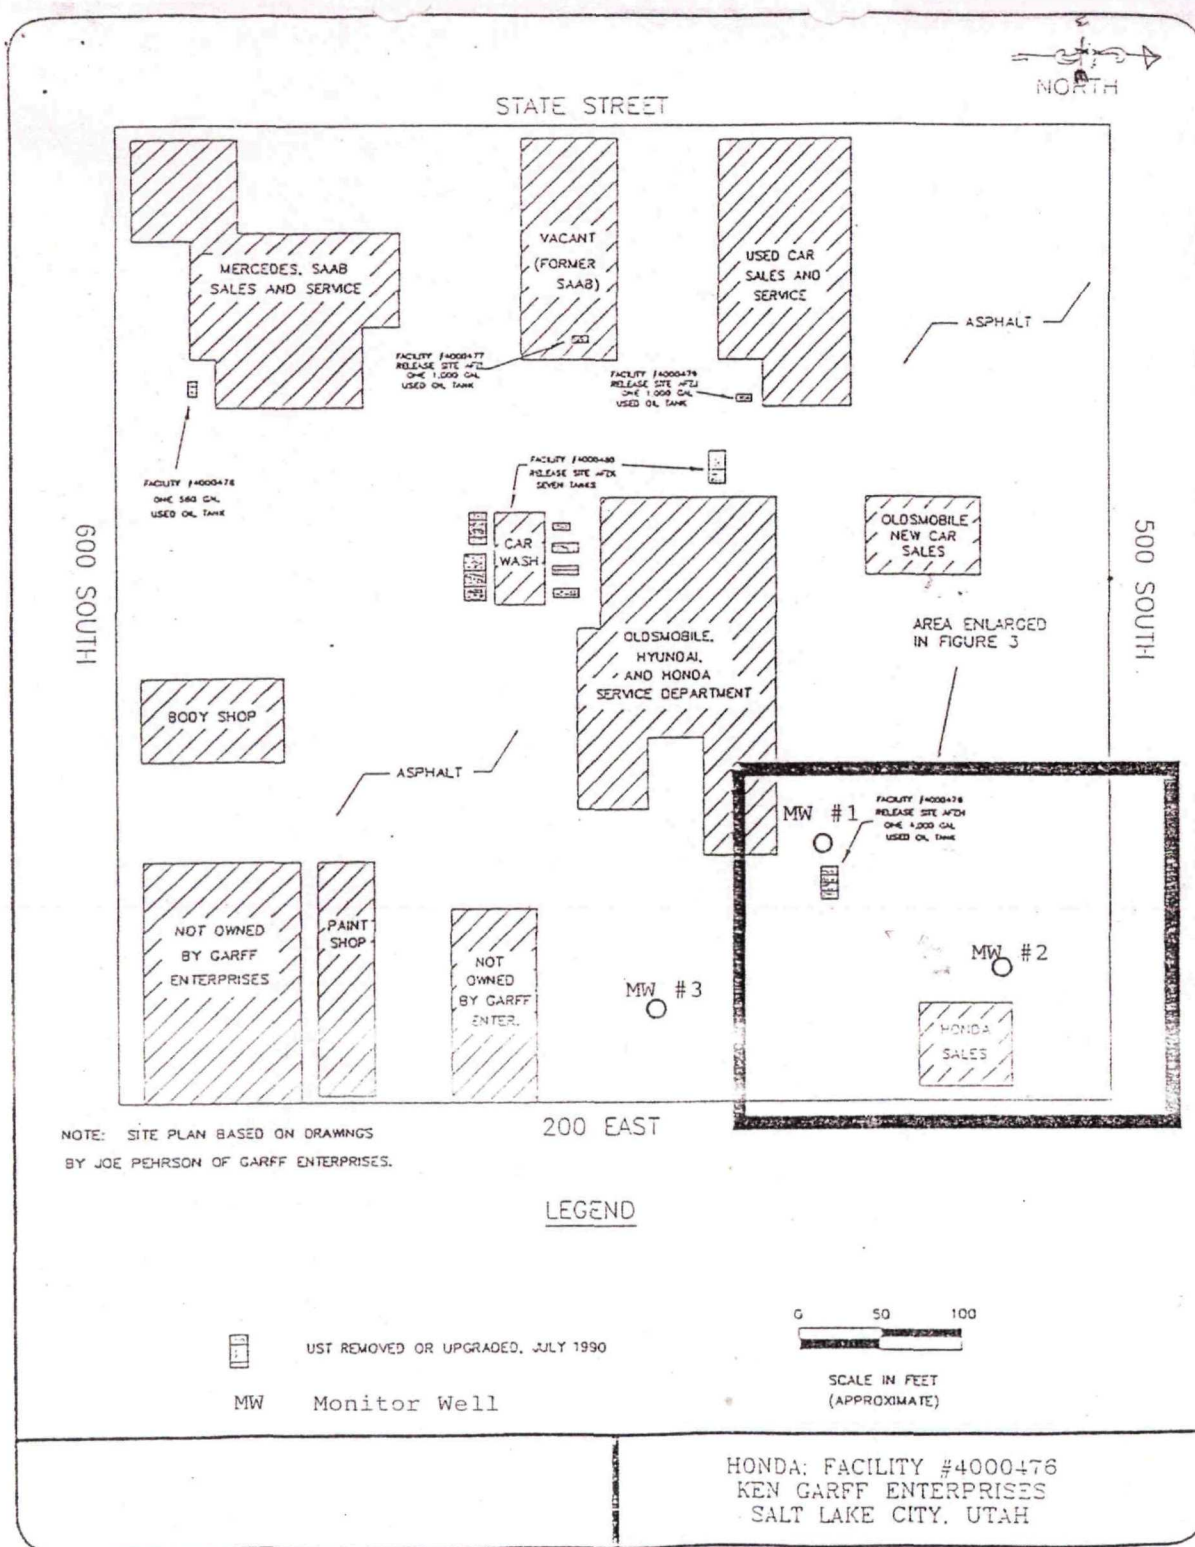 NORTH
STATE STREET
MERCEDES, SAAB
SALES AND SERVICE
VACANT
(FORMER
SAAB)
USED CAR
SALES AND
SERVICE
ASPHALT
FACILITY #4000477
RELEASE SITE
ONE 1,000 GAL
USED OIL TANK
RELEASE SITE
ONE 1,000 GAL
USED OIL TANK
ONE 560 GAL
USED OIL TANK
FACILITY #4000480
RELEASE SITE
SEVEN TANKS
CAR
WASH
OLDSMOBILE
NEW CAR
SALES
600 SOUTH
500 SOUTH
AREA ENLARGED
IN FIGURE 3
OLDSMOBILE,
HYUNDAI,
AND HONDA
SERVICE DEPARTMENT
BODY SHOP
ASPHALT
FACILITY #4000476
RELEASE SITE
ONE 4,000 GAL
USED OIL TANK
MW #1
MW #2
MW #3
NOT OWNED
BY GARFF
ENTERPRISES
PAINT
SHOP
NOT
OWNED
BY GARFF
ENTER.
HONDA
SALES
200 EAST
NOTE: SITE PLAN BASED ON DRAWINGS
BY JOE PEHRSON OF GARFF ENTERPRISES.
LEGEND
UST REMOVED OR UPGRADED, JULY 1990
MW Monitor Well
0 50 100
SCALE IN FEET
(APPROXIMATE)
HONDA: FACILITY #4000476
KEN GARFF ENTERPRISES
SALT LAKE CITY, UTAH